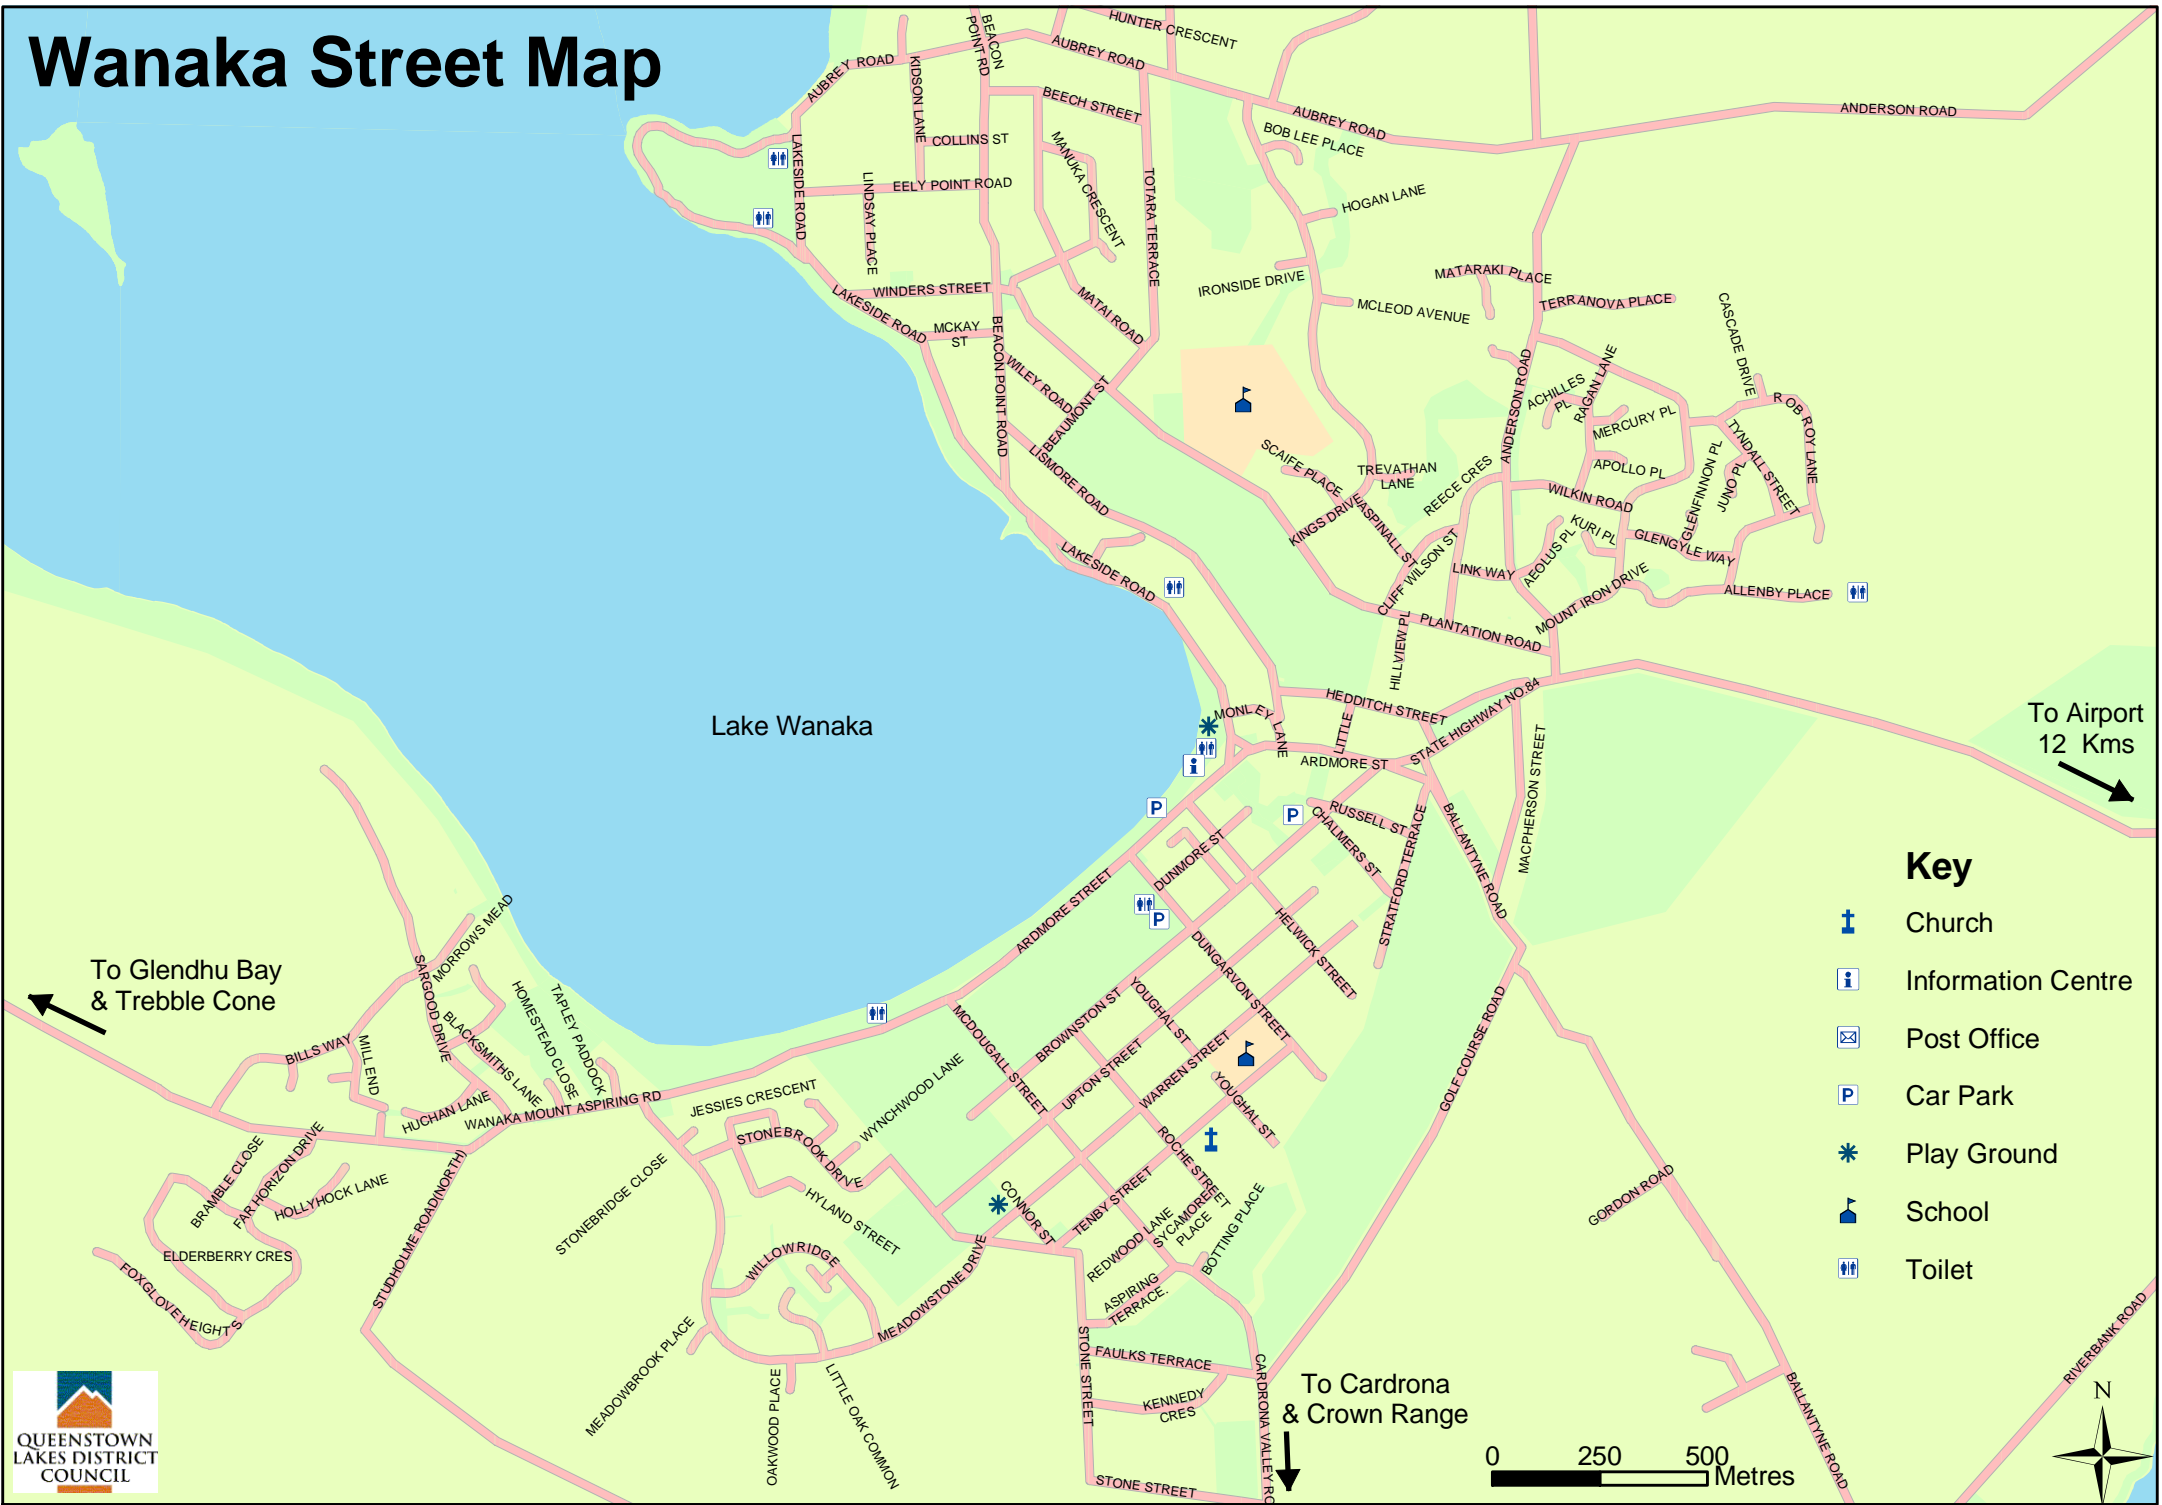 Wanaka Street Map
HUNTER CRESCENT
BEACON
POINT RD
AUBREY ROAD
AUBREY ROAD
KIDSON LANE
BEECH STREET
ANDERSON ROAD
AUBREY ROAD
BOB LEE PLACE
COLLINS ST
LAKESIDE ROAD
MANUKA CRESCENT
EELY POINT ROAD
LINDSAY PLACE
TOTARA TERRACE
HOGAN LANE
IRONSIDE DRIVE
MATARAKI PLACE
WINDERS STREET
LAKESIDE ROAD
MATAI ROAD
MCLEOD AVENUE
TERRANOVA PLACE
CASCADE DRIVE
MCKAY
ST
BEACON POINT ROAD
WILEY ROAD
BEAUMONT ST
ANDERSON ROAD
ACHILLES
PL
RAGAN LANE
MERCURY PL
ROB ROY LANE
TYNDALL STREET
LISMORE ROAD
SCAIFE PLACE
TREVATHAN
LANE
REECE CRES
APOLLO PL
GLENFINNON PL
JUNO PL
WILKIN ROAD
KINGS DRIVE
ASPINALL ST
KURI PL
GLENGYLE WAY
CLIFF WILSON ST
LINK WAY
AEOLUS PL
LAKESIDE ROAD
MOUNT IRON DRIVE
ALLENBY PLACE
HILLVIEW PL
PLANTATION ROAD
Lake Wanaka
MONLEY LANE
HEDDITCH STREET
LITTLE
STATE HIGHWAY NO.84
ARDMORE ST
MACPHERSON STREET
To Airport
12 Kms
RUSSELL ST
CHALMERS ST
STRATFORD TERRACE
BALLANTYNE ROAD
DUNMORE ST
ARDMORE STREET
HELWICK STREET
DUNGARVON STREET
Key
Church
Information Centre
Post Office
P
Car Park
Play Ground
School
Toilet
P
P
P
To Glendhu Bay
& Trebble Cone
MORROWS MEAD
SARGOOD DRIVE
HOMESTEAD CLOSE
TAPLEY PADDOCK
BLACKSMITHS LANE
BILLS WAY
MILL END
HUCHAN LANE
WANAKA MOUNT ASPIRING RD
MCDOUGALL STREET
BROWNSTON ST
YOUGHAL ST
UPTON STREET
WARREN STREET
YOUGHAL ST
GOLF COURSE ROAD
JESSIES CRESCENT
WYNCHWOOD LANE
STONEBROOK DRIVE
BRAMBLE CLOSE
FAR HORIZON DRIVE
HOLLYHOCK LANE
ELDERBERRY CRES
FOXGLOVE HEIGHTS
STUDHOLME ROAD(NORTH)
STONEBRIDGE CLOSE
HYLAND STREET
WILLOWRIDGE
CONNOR ST
TENBY STREET
ROCHE STREET
REDWOOD LANE
SYCAMORE
PLACE
BOTTING PLACE
ASPIRING
TERRACE.
GORDON ROAD
MEADOWSTONE DRIVE
MEADOWBROOK PLACE
OAKWOOD PLACE
LITTLE OAK COMMON
STONE STREET
FAULKS TERRACE
KENNEDY
CRES
CARDRONA VALLEY RO
STONE STREET
To Cardrona
& Crown Range
BALLANTYNE ROAD
RIVERBANK ROAD
0 250 500
Metres
N
QUEENSTOWN
LAKES DISTRICT
COUNCIL